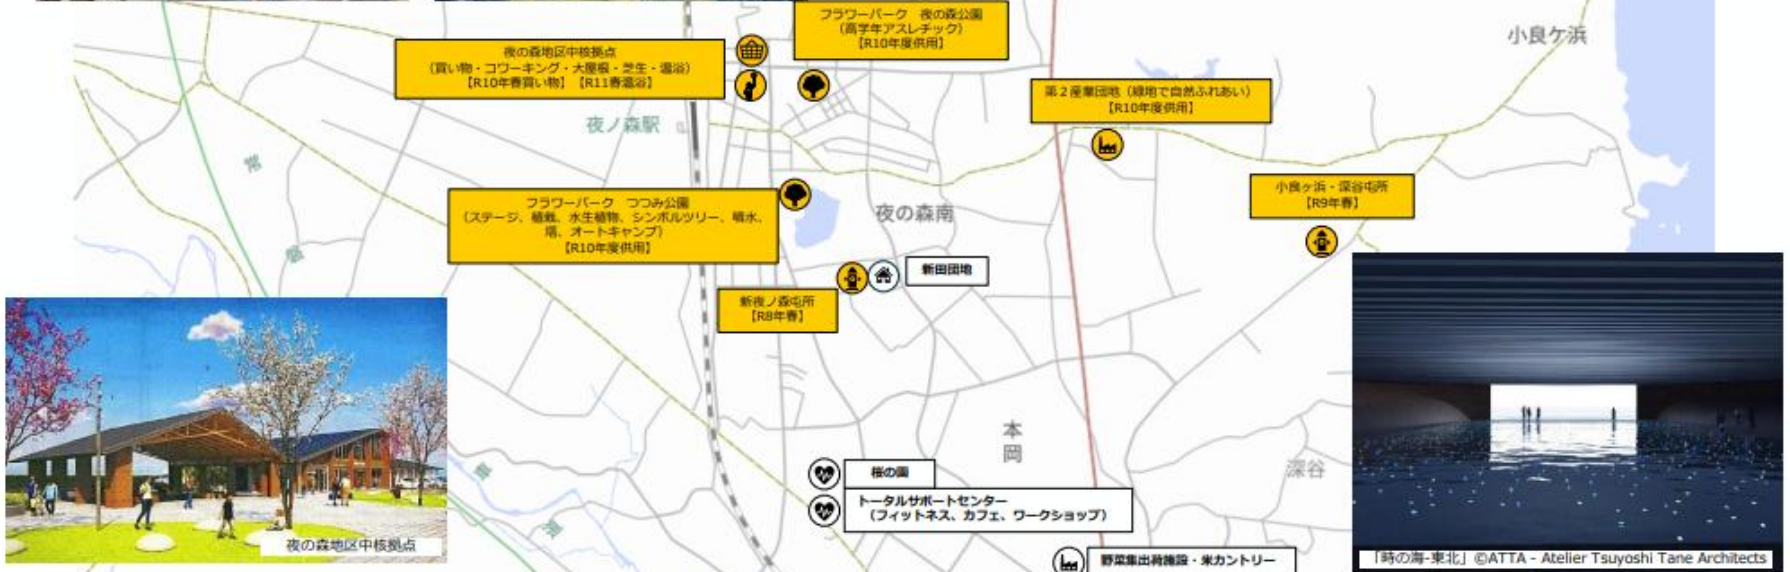 フラワーパーク　夜の森公園
（高学年アスレチック）
【R10年度供用】
小良ケ浜
夜の森地区中核拠点
（買い物・コワーキング・大屋根・芝生・温浴）
【R10年春買い物】【R11春温浴】
第２産業団地（緑地で自然ふれあい）
【R10年度供用】
夜ノ森駅
常
磐
小良ヶ浜・深谷屯所
【R9年春】
フラワーパーク　つつみ公園
（ステージ、植栽、水生植物、シンボルツリー、噴水、
塔、オートキャンプ）
【R10年度供用】
夜の森南
新田団地
新夜ノ森屯所
【R8年春】
本
岡
深谷
桜の園
トータルサポートセンター
（フィットネス、カフェ、ワークショップ）
夜の森地区中核拠点
野菜集出荷施設・米カントリー
「時の海-東北」©ATTA - Atelier Tsuyoshi Tane Architects